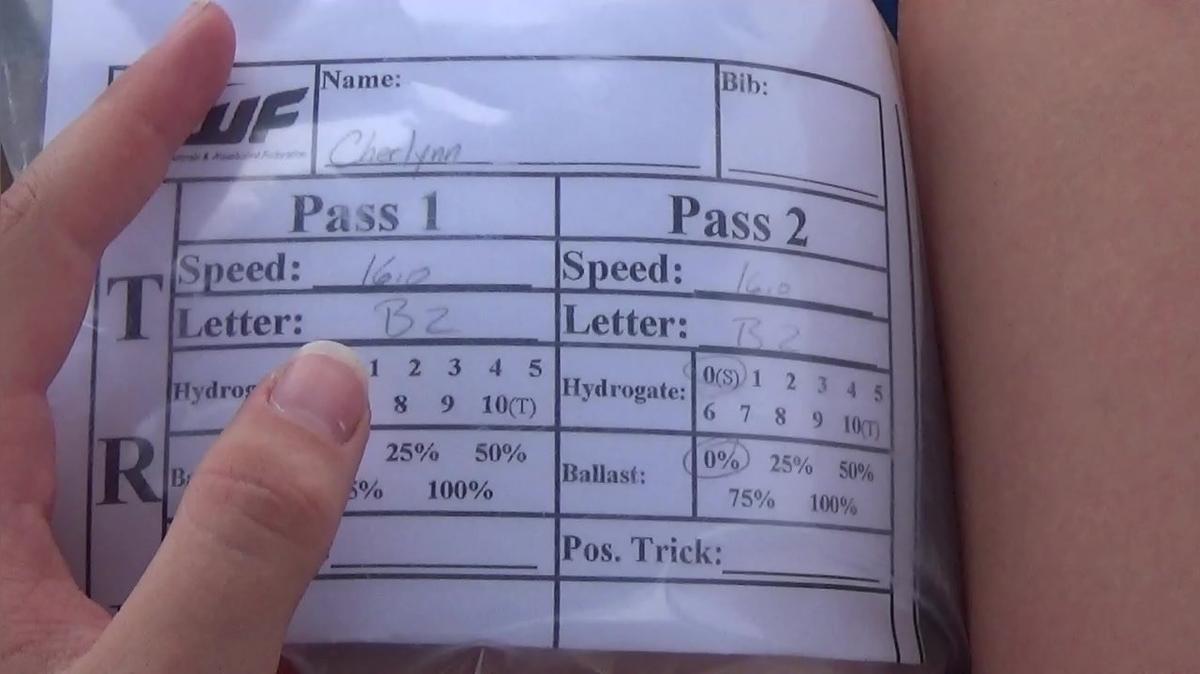 WF
Name:
Bib:
Cherlynn
Pass 1
Pass 2
T
Speed: 16.0
Speed: 16.0
Letter: B2
Letter: B2
1 2 3 4 5
Hydrogate: 0(S) 1 2 3 4 5
8 9 10(T)
6 7 8 9 10(T)
R
25% 50%
Ballast: 0% 25% 50%
100%
75% 100%
Pos. Trick: